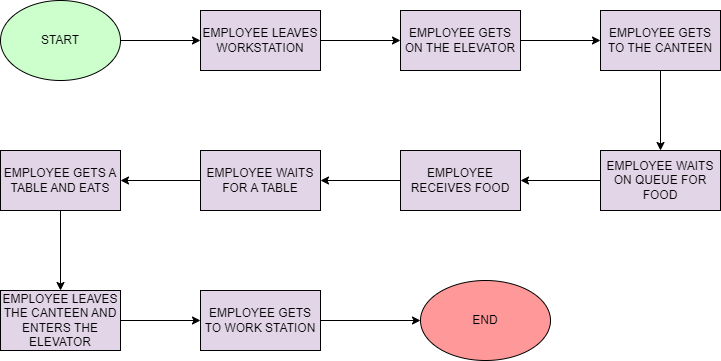 START
EMPLOYEE LEAVES
WORKSTATION
EMPLOYEE GETS
ON THE ELEVATOR
EMPLOYEE GETS
TO THE CANTEEN
EMPLOYEE WAITS
ON QUEUE FOR
FOOD
EMPLOYEE
RECEIVES FOOD
EMPLOYEE WAITS
FOR A TABLE
EMPLOYEE GETS A
TABLE AND EATS
EMPLOYEE LEAVES
THE CANTEEN AND
ENTERS THE
ELEVATOR
EMPLOYEE GETS
TO WORK STATION
END